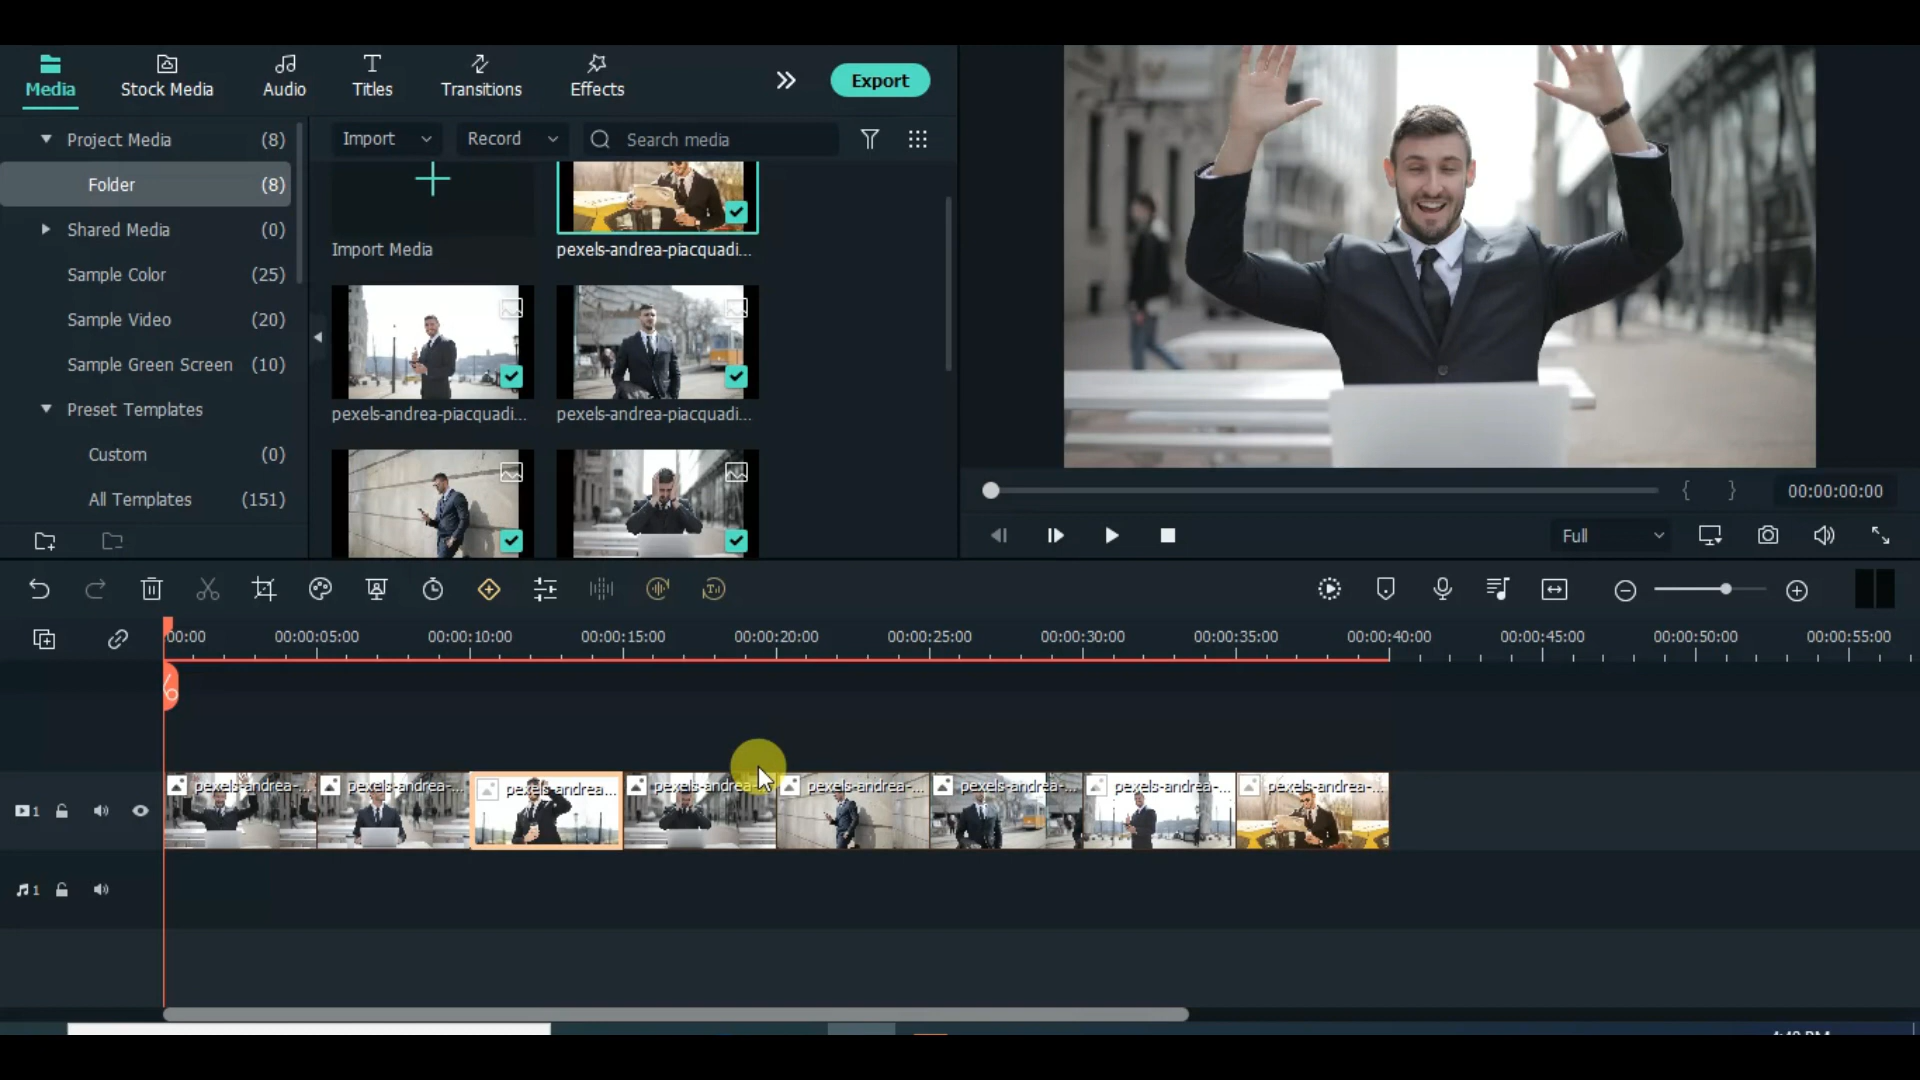 Media
Stock Media
Audio
Titles
Transitions
Effects
Export
Project Media (8)
Folder (8)
Shared Media (0)
Sample Color (25)
Sample Video (20)
Sample Green Screen (10)
Preset Templates
Custom (0)
All Templates (151)
Import
Record
Search media
Import Media
pexels-andrea-piacquadi...
pexels-andrea-piacquadi...
pexels-andrea-piacquadi...
00:00:00:00
Full
00:00
00:00:05:00
00:00:10:00
00:00:15:00
00:00:20:00
00:00:25:00
00:00:30:00
00:00:35:00
00:00:40:00
00:00:45:00
00:00:50:00
00:00:55:00
1
pexels-andrea-...
pexels-andrea-...
pexels-andrea...
pexels-andrea-
pexels-andrea-...
pexels-andrea-...
pexels-andrea-...
pexels-andrea-...
1